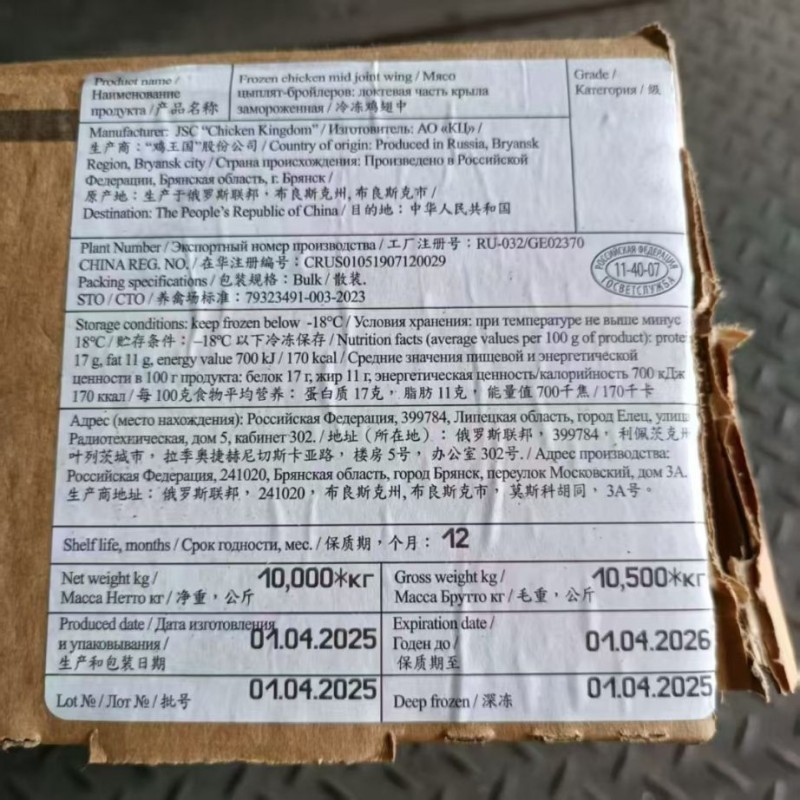 Product name /
Наименование
продукта / 产品名称
Frozen chicken mid joint wing / Мясо
цыплят-бройлеров: локтевая часть крыла
замороженная / 冷冻鸡翅中
Grade /
Категория / 级
Manufacturer: JSC “Chicken Kingdom” / Изготовитель: АО «КЦ» /
生产商：“鸡王国”股份公司 / Country of origin: Produced in Russia, Bryansk
Region, Bryansk city / Страна происхождения: Произведено в Российской
Федерации, Брянская область, г. Брянск /
原产地：生产于俄罗斯联邦，布良斯克州, 布良斯克市 /
Destination: The People's Republic of China / 目的地：中华人民共和国
Plant Number / Экспортный номер производства / 工厂注册号：RU-032/GE02370
CHINA REG. NO. / 在华注册编号：CRUS01051907120029
Packing specifications / 包装规格：Bulk / 散装.
STO / СТО / 养禽场标准：79323491-003-2023
РОССИЙСКАЯ ФЕДЕРАЦИЯ
11-40-07
ГОСВЕТСЛУЖБА
Storage conditions: keep frozen below -18°C / Условия хранения: при температуре не выше минус
18°C / 贮存条件：–18°C 以下冷冻保存 / Nutrition facts (average values per 100 g of product): prote
17 g, fat 11 g, energy value 700 kJ / 170 kcal / Средние значения пищевой и энергетической
ценности в 100 г продукта: белок 17 г, жир 11 г, энергетическая ценность/калорийность 700 кДж
170 ккал / 每 100克食物平均营养：蛋白质 17克，脂肪 11克，能量值 700千焦 / 170千卡
Адрес (место нахождения): Российская Федерация, 399784, Липецкая область, город Елец, улица
Радиотехническая, дом 5, кабинет 302. / 地址（所在地）：俄罗斯联邦，399784，利佩茨克州
叶列茨城市，拉季奥捷赫尼切斯卡亚路，楼房 5号，办公室 302号. / Адрес производства:
Российская Федерация, 241020, Брянская область, город Брянск, переулок Московский, дом 3А.
生产商地址：俄罗斯联邦，241020，布良斯克州, 布良斯克市，莫斯科胡同，3A号。
Shelf life, months / Срок годности, мес. / 保质期，个月： 12
Net weight kg /
Масса Нетто кг / 净重，公斤
10,000*кг
Gross weight kg /
Масса Брутто кг / 毛重，公斤
10,500*кг
Produced date / Дата изготовления
и упаковывания /
生产和包装日期
01.04.2025
Expiration date /
Годен до /
保质期至
01.04.2026
Lot № / Лот № / 批号
01.04.2025
Deep frozen / 深冻
01.04.2025